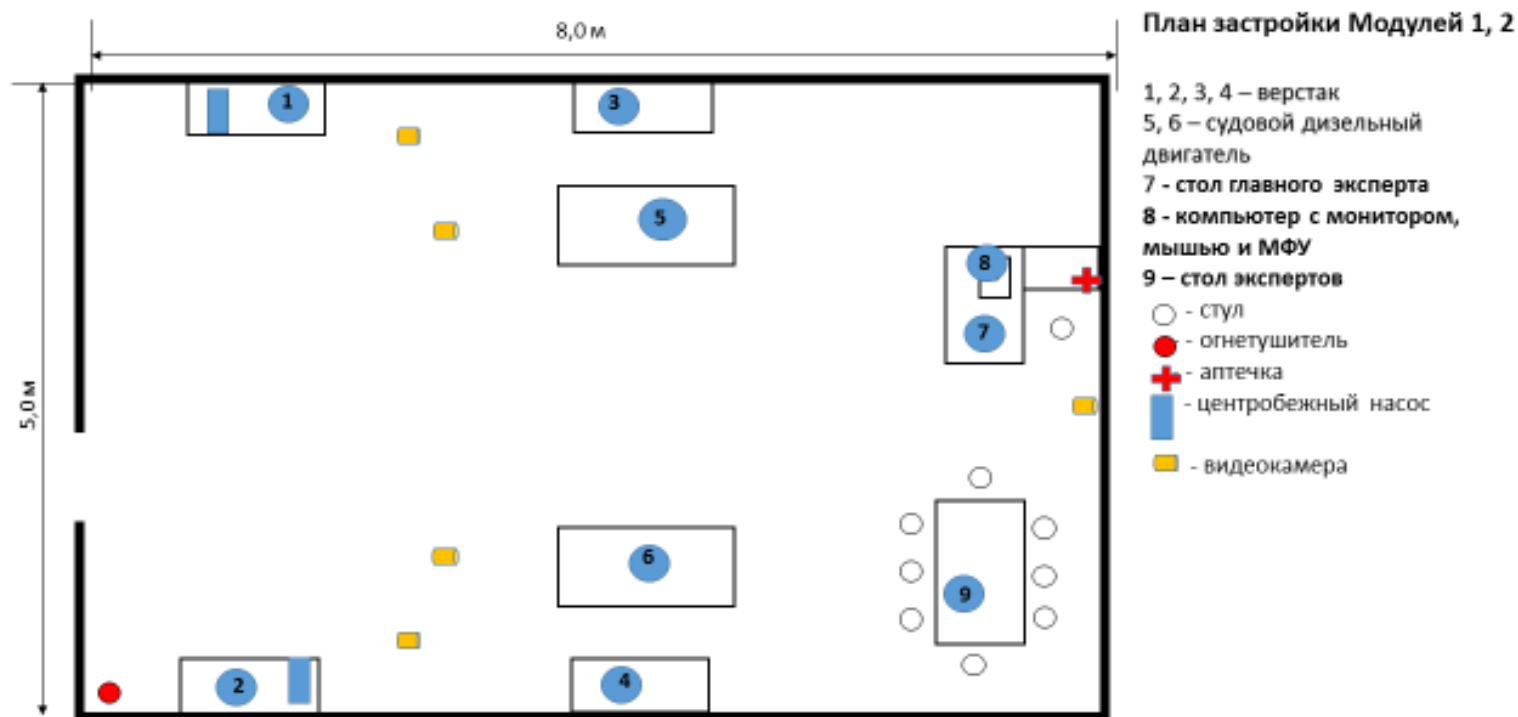 8,0 м
План застройки Модулей 1, 2
1
3
1, 2, 3, 4 – верстак
5, 6 – судовой дизельный
двигатель
7 - стол главного эксперта
8 - компьютер с монитором,
мышью и МФУ
9 – стол экспертов
- стул
- огнетушитель
- аптечка
- центробежный насос
- видеокамера
5
8
7
5,0 м
6
9
2
4